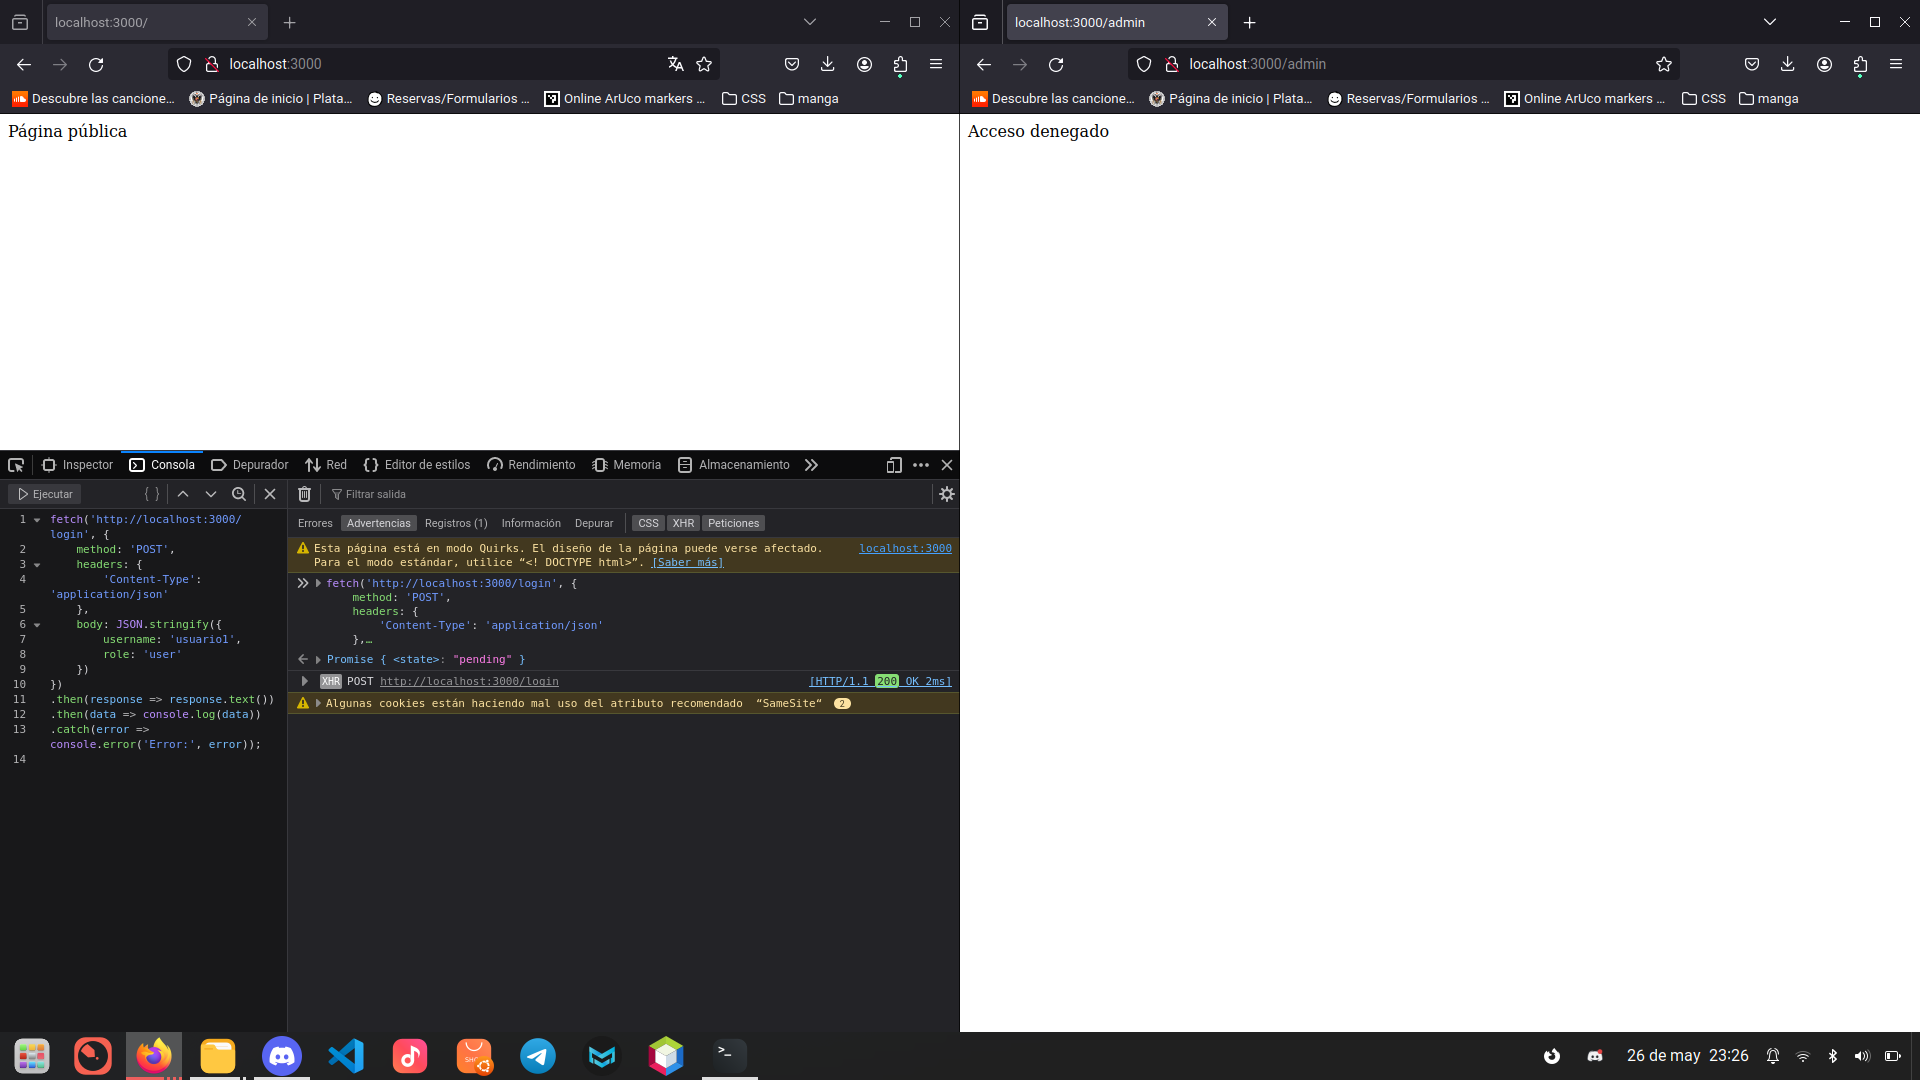 localhost:3000/
localhost:3000
Descubre las cancione...
Página de inicio | Plata...
Reservas/Formularios ...
Online ArUco markers ...
CSS
manga
Página pública
Inspector
Consola
Depurador
Red
Editor de estilos
Rendimiento
Memoria
Almacenamiento
Ejecutar
Filtrar salida
1 fetch('http://localhost:3000/
login', {
2 method: 'POST',
3 headers: {
4 'Content-Type':
'application/json'
5 },
6 body: JSON.stringify({
7 username: 'usuario1',
8 role: 'user'
9 })
10 })
11 .then(response => response.text())
12 .then(data => console.log(data))
13 .catch(error =>
console.error('Error:', error));
14
Errores
Advertencias
Registros (1)
Información
Depurar
CSS
XHR
Peticiones
Esta página está en modo Quirks. El diseño de la página puede verse afectado. localhost:3000
Para el modo estándar, utilice “<! DOCTYPE html>”. [Saber más]
fetch('http://localhost:3000/login', {
method: 'POST',
headers: {
'Content-Type': 'application/json'
},…
Promise { <state>: "pending" }
XHR POST http://localhost:3000/login [HTTP/1.1 200 OK 2ms]
Algunas cookies están haciendo mal uso del atributo recomendado “SameSite“ 2
localhost:3000/admin
localhost:3000/admin
Descubre las cancione...
Página de inicio | Plata...
Reservas/Formularios ...
Online ArUco markers ...
CSS
manga
Acceso denegado
26 de may 23:26